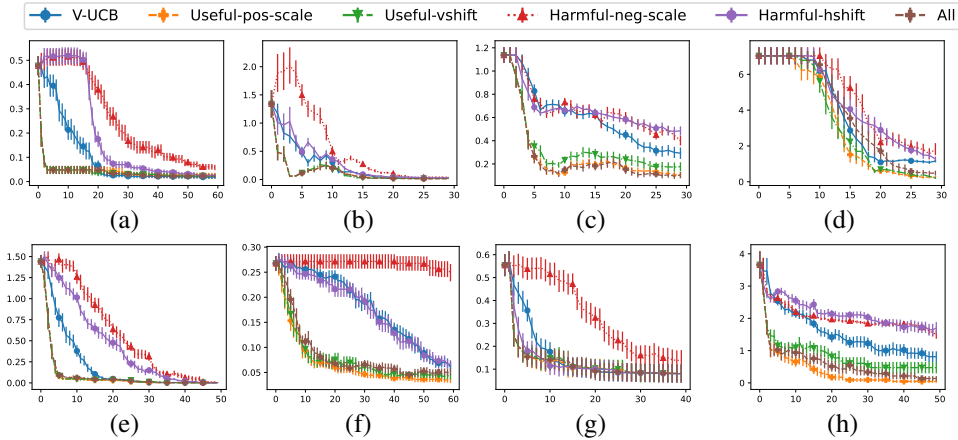 V-UCB Useful-pos-scale Useful-vshift Harmful-neg-scale Harmful-hshift All
0.5 0.4 0.3 0.2 0.1 0.0
0 10 20 30 40 50 60
(a)
2.0 1.5 1.0 0.5 0.0
0 10 20 30
(b)
1.2 1.0 0.8 0.6 0.4 0.2
0 5 10 15 20 25 30
(c)
6 4 2 0
0 5 10 15 20 25 30
(d)
1.50 1.25 1.00 0.75 0.50 0.25 0.00
0 10 20 30 40 50
(e)
0.30 0.25 0.20 0.15 0.10 0.05
0 10 20 30 40 50 60
(f)
0.6 0.5 0.4 0.3 0.2 0.1
0 10 20 30 40
(g)
4 3 2 1 0
0 10 20 30 40 50
(h)